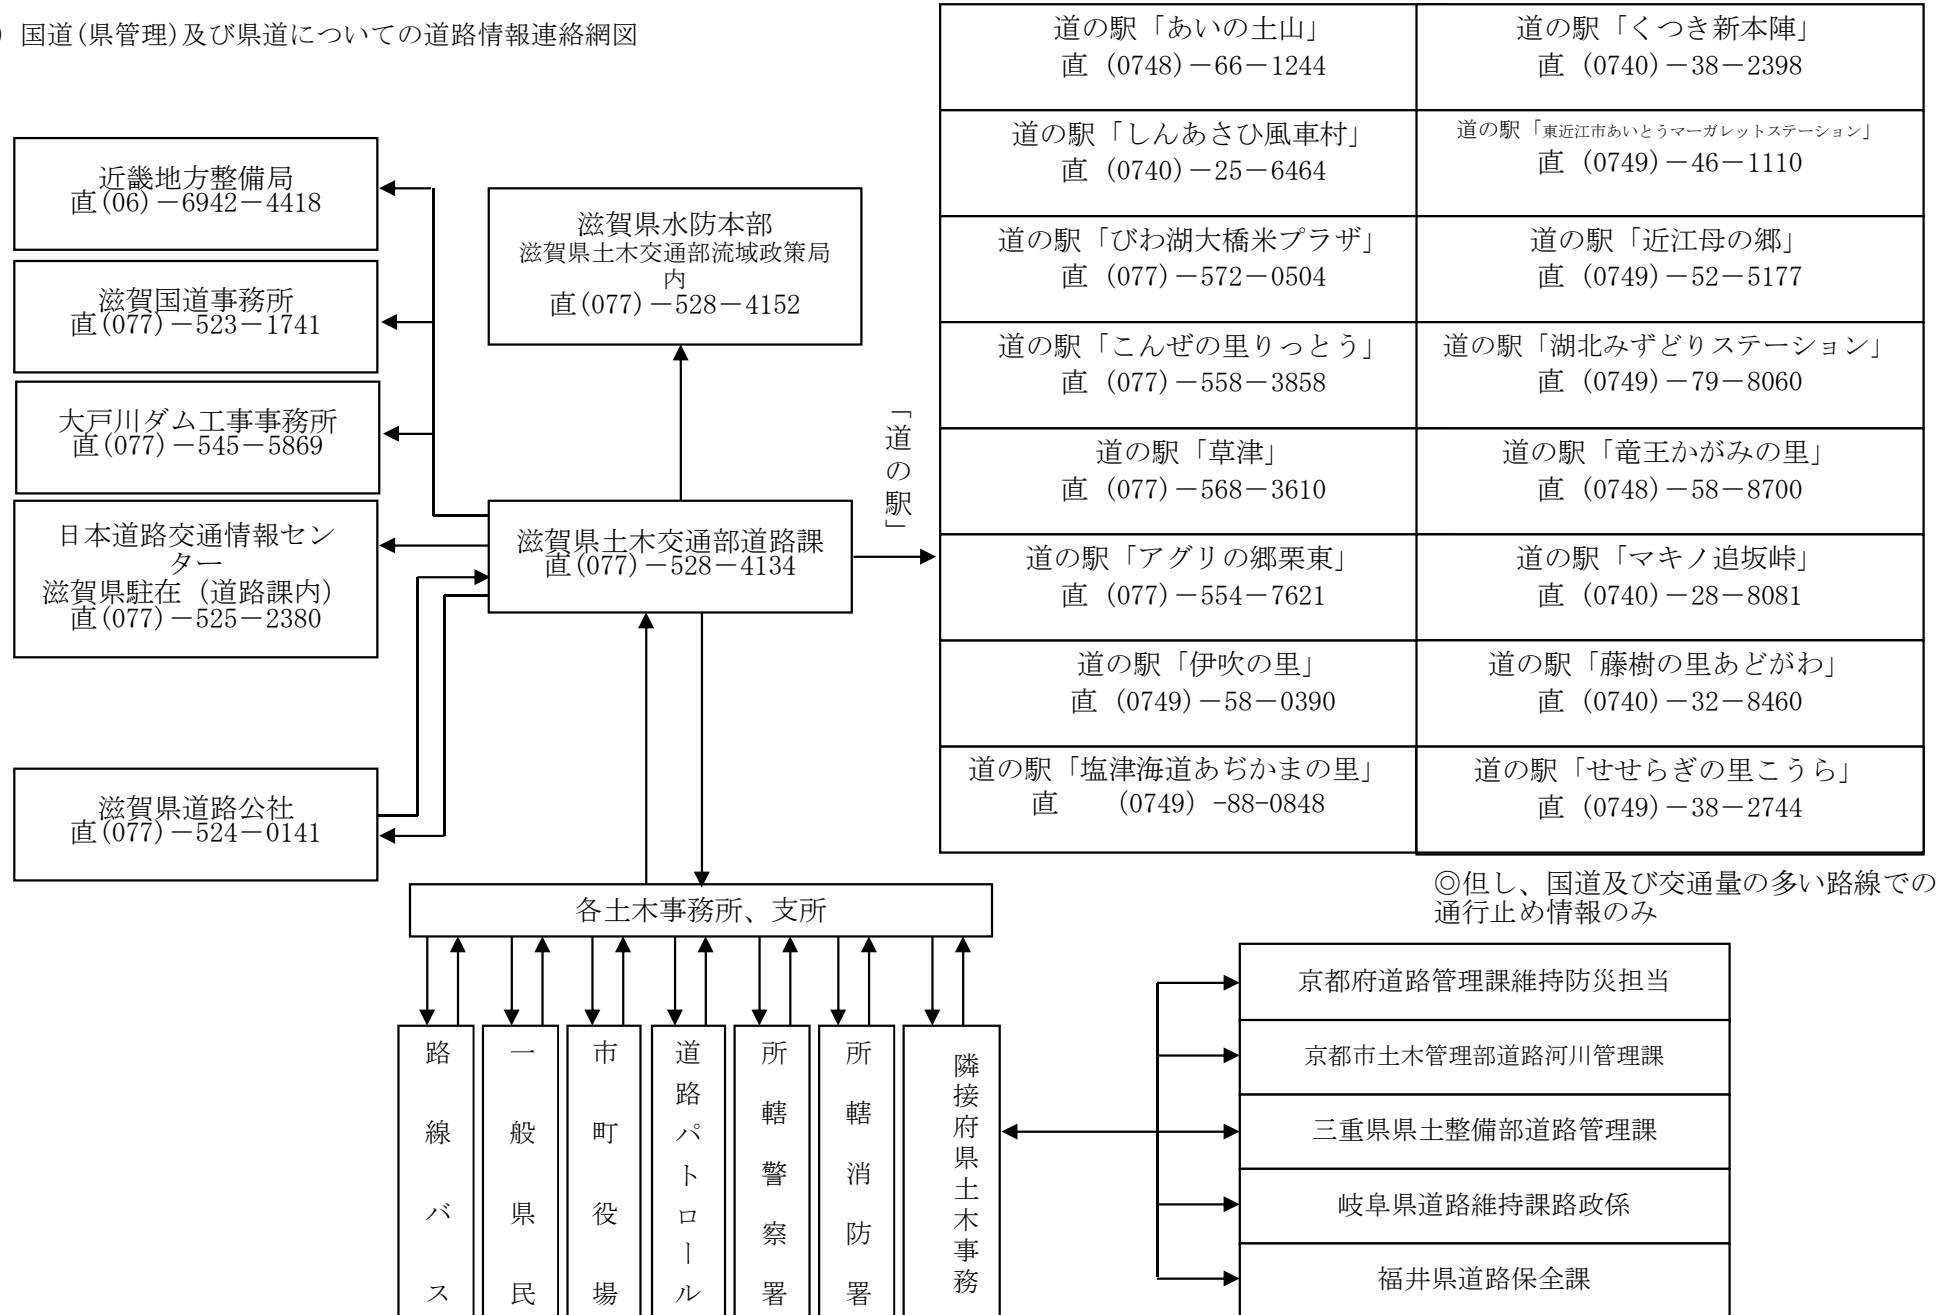 ) 国道(県管理)及び県道についての道路情報連絡網図
近畿地方整備局
直(06)－6942－4418
滋賀国道事務所
直(077)－523－1741
大戸川ダム工事事務所
直(077)－545－5869
日本道路交通情報セン
ター
滋賀県駐在（道路課内）
直(077)－525－2380
滋賀県道路公社
直(077)－524－0141
滋賀県水防本部
滋賀県土木交通部流域政策局
内
直(077)－528－4152
滋賀県土木交通部道路課
直(077)－528－4134
「道の駅」
道の駅「あいの土山」
直 (0748)－66－1244
道の駅「くつき新本陣」
直 (0740)－38－2398
道の駅「しんあさひ風車村」
直 (0740)－25－6464
道の駅「東近江市あいとうマーガレットステーション」
直 (0749)－46－1110
道の駅「びわ湖大橋米プラザ」
直 (077)－572－0504
道の駅「近江母の郷」
直 (0749)－52－5177
道の駅「こんぜの里りっとう」
直 (077)－558－3858
道の駅「湖北みずどりステーション」
直 (0749)－79－8060
道の駅「草津」
直 (077)－568－3610
道の駅「竜王かがみの里」
直 (0748)－58－8700
道の駅「アグリの郷栗東」
直 (077)－554－7621
道の駅「マキノ追坂峠」
直 (0740)－28－8081
道の駅「伊吹の里」
直 (0749)－58－0390
道の駅「藤樹の里あどがわ」
直 (0740)－32－8460
道の駅「塩津海道あぢかまの里」
直 (0749) -88-0848
道の駅「せせらぎの里こうら」
直 (0749)－38－2744
◎但し、国道及び交通量の多い路線での
通行止め情報のみ
各土木事務所、支所
路線バス
一般県民
市町役場
道路パトロール
所轄警察署
所轄消防署
隣接府県土木事務
京都府道路管理課維持防災担当
京都市土木管理部道路河川管理課
三重県県土整備部道路管理課
岐阜県道路維持課路政係
福井県道路保全課